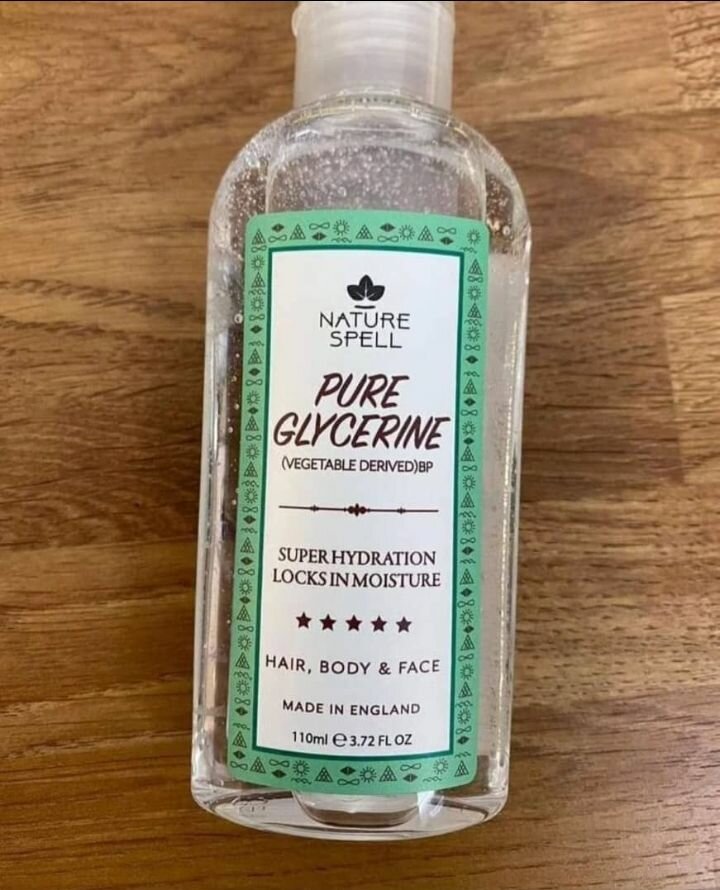 NATURE
SPELL
PURE
GLYCERINE
(VEGETABLE DERIVED)BP
SUPER HYDRATION
LOCKS IN MOISTURE
HAIR, BODY & FACE
MADE IN ENGLAND
110ml ℮ 3.72 FL OZ